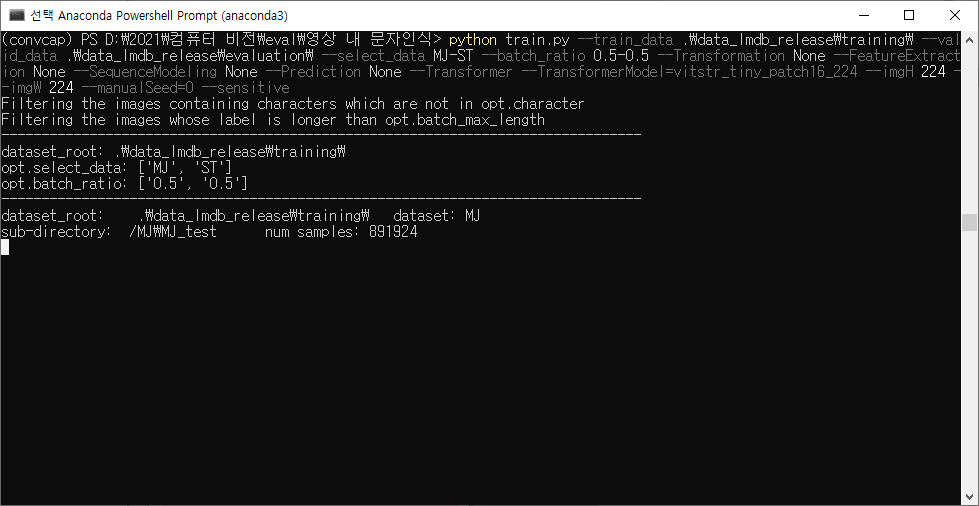 선택 Anaconda Powershell Prompt (anaconda3)
(convcap) PS D:₩2021₩컴퓨터 비전₩eval₩영상 내 문자인식> python train.py --train_data .₩data_lmdb_release₩training₩ --val
id_data .₩data_lmdb_release₩evaluation₩ --select_data MJ-ST --batch_ratio 0.5-0.5 --Transformation None --FeatureExtract
ion None --SequenceModeling None --Prediction None --Transformer --TransformerModel=vitstr_tiny_patch16_224 --imgH 224 -
-imgW 224 --manualSeed=0 --sensitive
Filtering the images containing characters which are not in opt.character
Filtering the images whose label is longer than opt.batch_max_length
--------------------------------------------------------------------------------
dataset_root: .₩data_lmdb_release₩training₩
opt.select_data: ['MJ', 'ST']
opt.batch_ratio: ['0.5', '0.5']
--------------------------------------------------------------------------------
dataset_root:    .₩data_lmdb_release₩training₩   dataset: MJ
sub-directory:  /MJ₩MJ_test      num samples: 891924